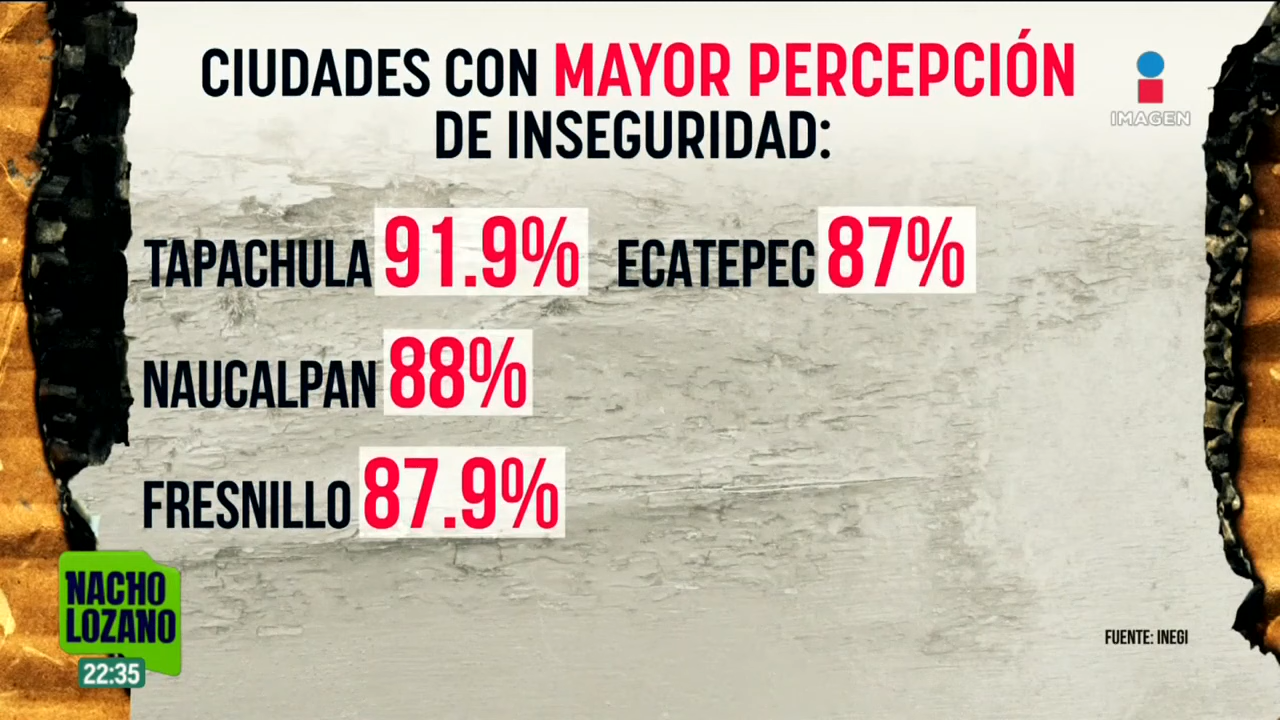 CIUDADES CON MAYOR PERCEPCIÓN
DE INSEGURIDAD:
IMAGEN
TAPACHULA 91.9%
ECATEPEC 87%
NAUCALPAN 88%
FRESNILLO 87.9%
NACHO
LOZANO
22:35
FUENTE: INEGI